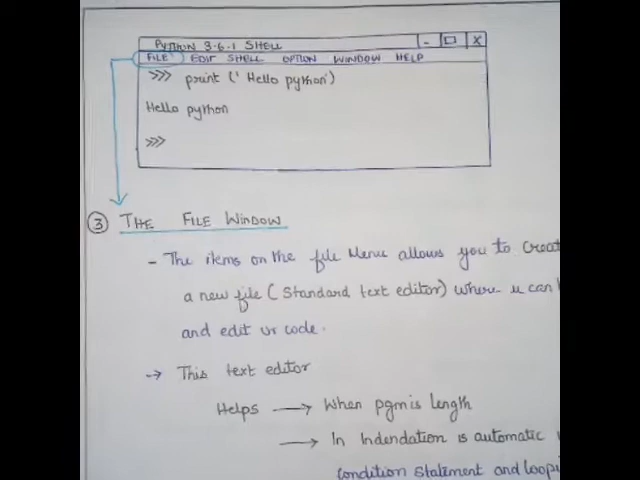 PYTHON 3.6.1 SHELL
- X
FILE EDIT SHELL OPTION WINDOW HELP
>>> print (' Hello python')
Hello python
>>>
③ THE FILE WINDOW
- The items on the file Menu allows you to Creat
a new file ( Standard text editor) where u can
and edit ur code.
→ This text editor
Helps → When pgm is length
→ In Indendation is automatic
condition statement and loopi